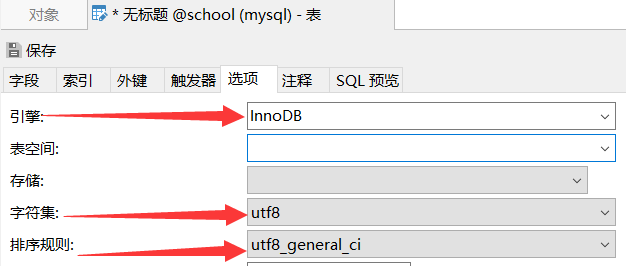 对象 * 无标题 @school (mysql) - 表
保存
字段 索引 外键 触发器 选项 注释 SQL 预览
引擎: InnoDB
表空间:
存储:
字符集: utf8
排序规则: utf8_general_ci